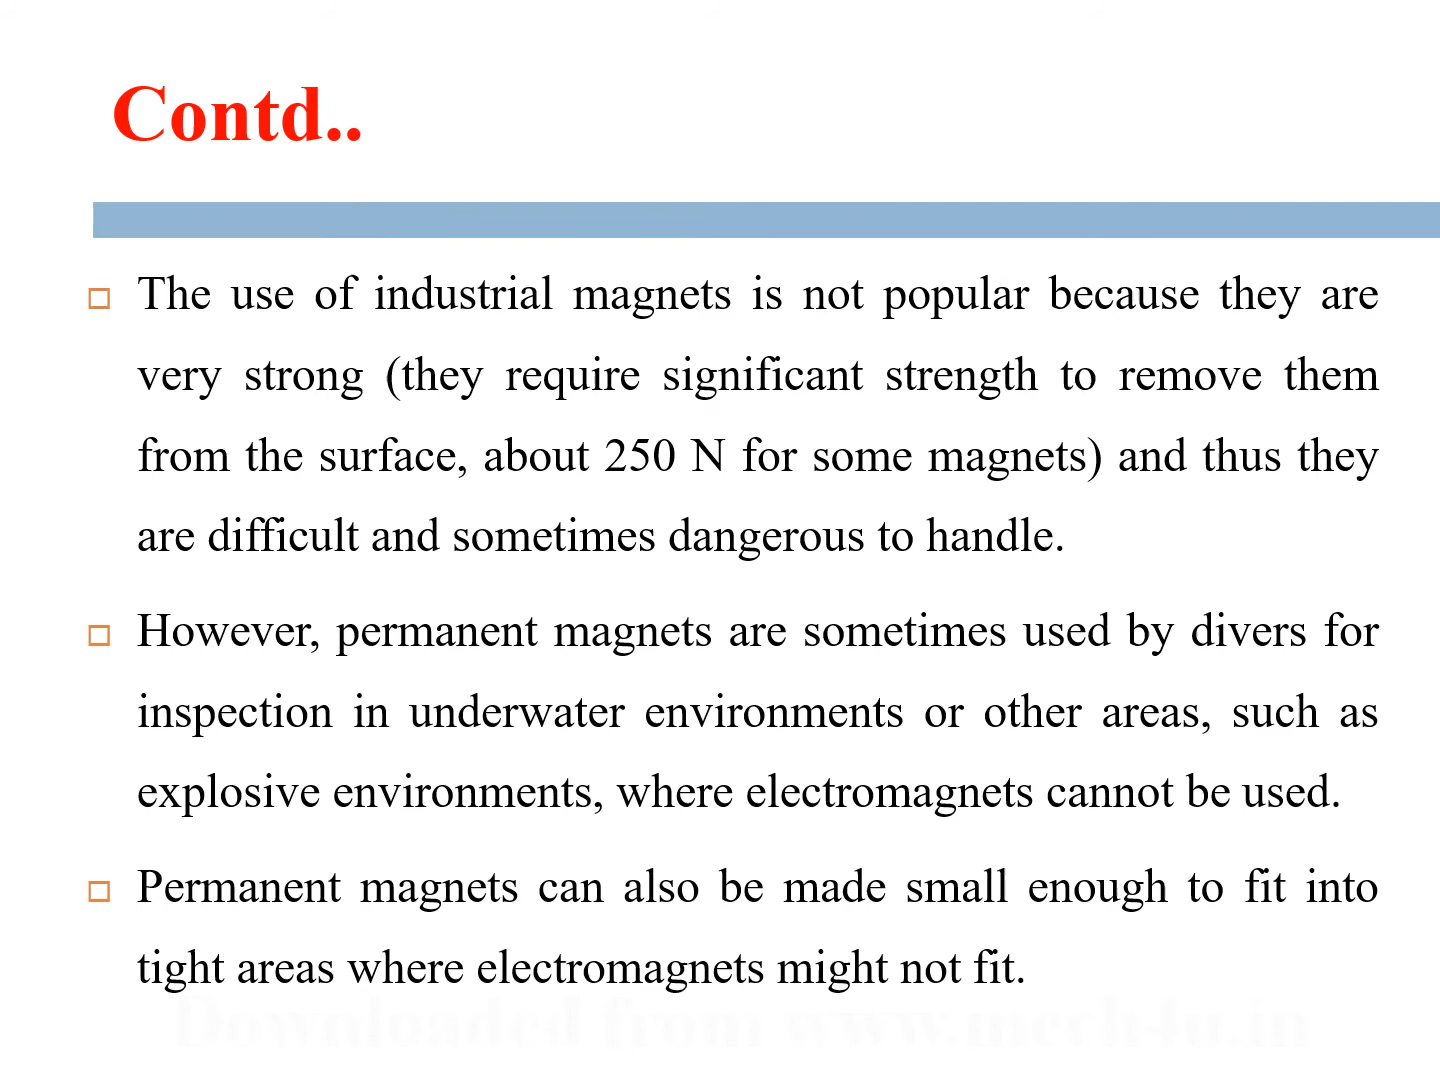 Contd..
The use of industrial magnets is not popular because they are
very strong (they require significant strength to remove them
from the surface, about 250 N for some magnets) and thus they
are difficult and sometimes dangerous to handle.
However, permanent magnets are sometimes used by divers for
inspection in underwater environments or other areas, such as
explosive environments, where electromagnets cannot be used.
Permanent magnets can also be made small enough to fit into
tight areas where electromagnets might not fit.
Downloaded from www.mech4u.in